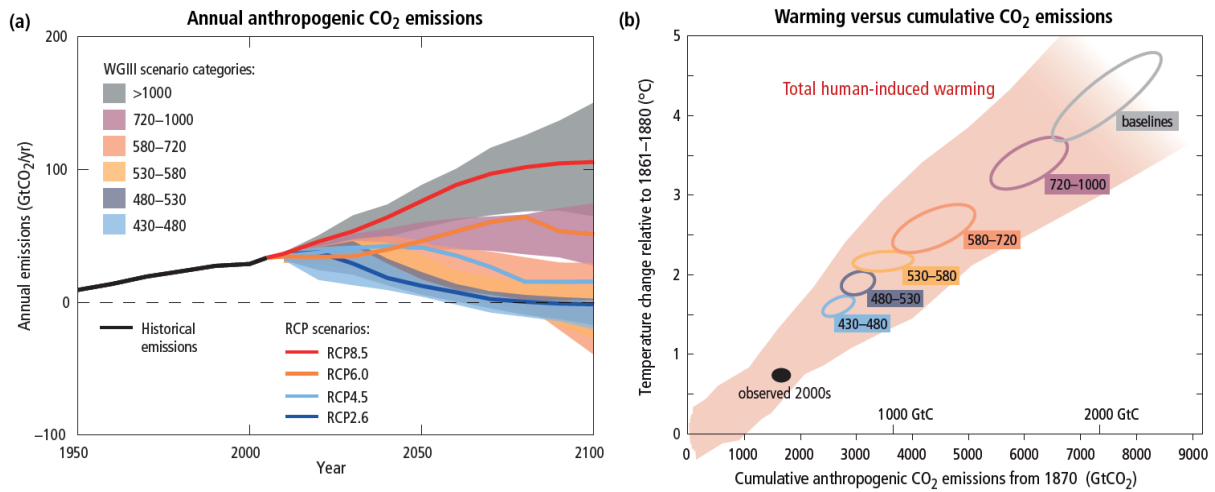 (a)
Annual anthropogenic CO₂ emissions
200
100
0
−100
Annual emissions (GtCO₂/yr)
WGIII scenario categories:
>1000
720–1000
580–720
530–580
480–530
430–480
Historical
emissions
RCP scenarios:
RCP8.5
RCP6.0
RCP4.5
RCP2.6
1950
2000
2050
2100
Year
(b)
Warming versus cumulative CO₂ emissions
5
4
3
2
1
0
Temperature change relative to 1861–1880 (°C)
Total human-induced warming
baselines
720–1000
580–720
530–580
480–530
430–480
observed 2000s
1000 GtC
2000 GtC
0
1000
2000
3000
4000
5000
6000
7000
8000
9000
Cumulative anthropogenic CO₂ emissions from 1870 (GtCO₂)